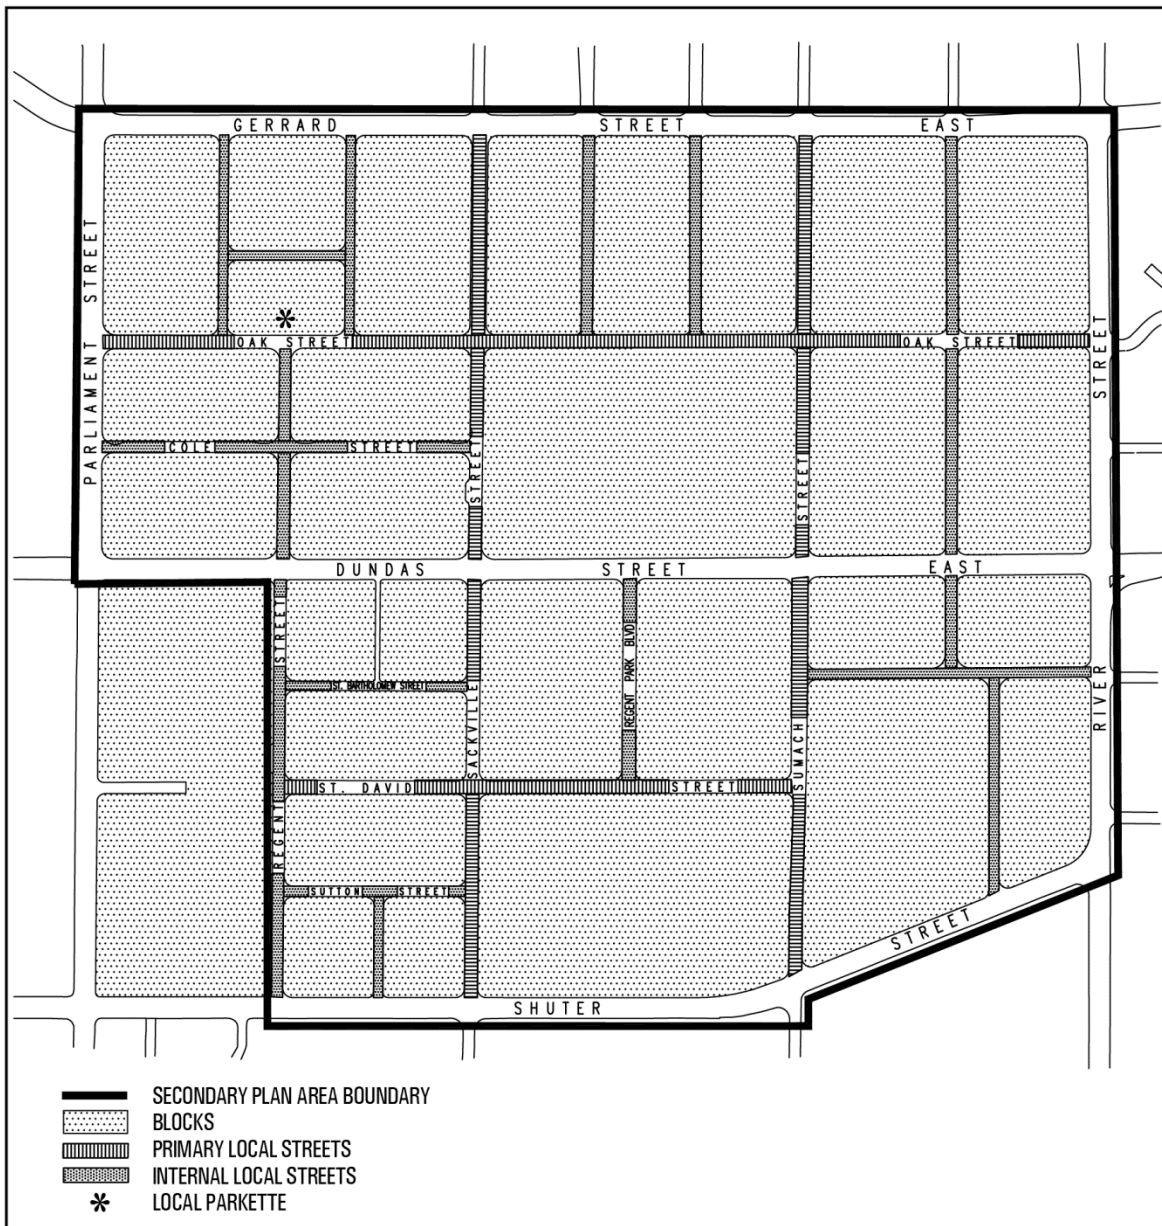 GERRARD STREET EAST
PARLIAMENT STREET
OAK STREET
OAK STREET
STREET
COLE STREET
STREET
STREET
DUNDAS STREET EAST
STREET
REGENT PARK BLVD
ST. BARTHOLOMEW STREET
SACKVILLE
SUMACH
RIVER
ST. DAVID STREET
REGENT
SUTTON STREET
STREET
SHUTER
SECONDARY PLAN AREA BOUNDARY
BLOCKS
PRIMARY LOCAL STREETS
INTERNAL LOCAL STREETS
LOCAL PARKETTE